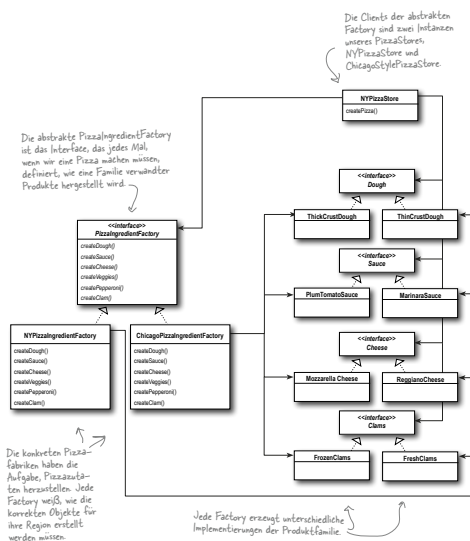 Die Clients der abstrakten
Factory sind zwei Instanzen
unseres PizzaStores,
NYPizzaStore und
ChicagoStylePizzaStore.
NYPizzaStore
createPizza()
Die abstrakte PizzaIngredientFactory
ist das Interface, das jedes Mal,
wenn wir eine Pizza machen müssen,
definiert, wie eine Familie verwandter
Produkte hergestellt wird.
<<interface>>
PizzaIngredientFactory
createDough()
createSauce()
createCheese()
createVeggies()
createPepperoni()
createClam()
NYPizzaIngredientFactory
createDough()
createSauce()
createCheese()
createVeggies()
createPepperoni()
createClam()
ChicagoPizzaIngredientFactory
createDough()
createSauce()
createCheese()
createVeggies()
createPepperoni()
createClam()
<<interface>>
Dough
ThickCrustDough
ThinCrustDough
<<interface>>
Sauce
PlumTomatoSauce
MarinaraSauce
<<interface>>
Cheese
Mozzarella Cheese
ReggianoCheese
<<interface>>
Clams
FrozenClams
FreshClams
Die konkreten Pizza-
fabriken haben die
Aufgabe, Pizzazuta-
ten herzustellen. Jede
Factory weiß, wie die
korrekten Objekte für
ihre Region erstellt
werden müssen.
Jede Factory erzeugt unterschiedliche
Implementierungen der Produktfamilie.